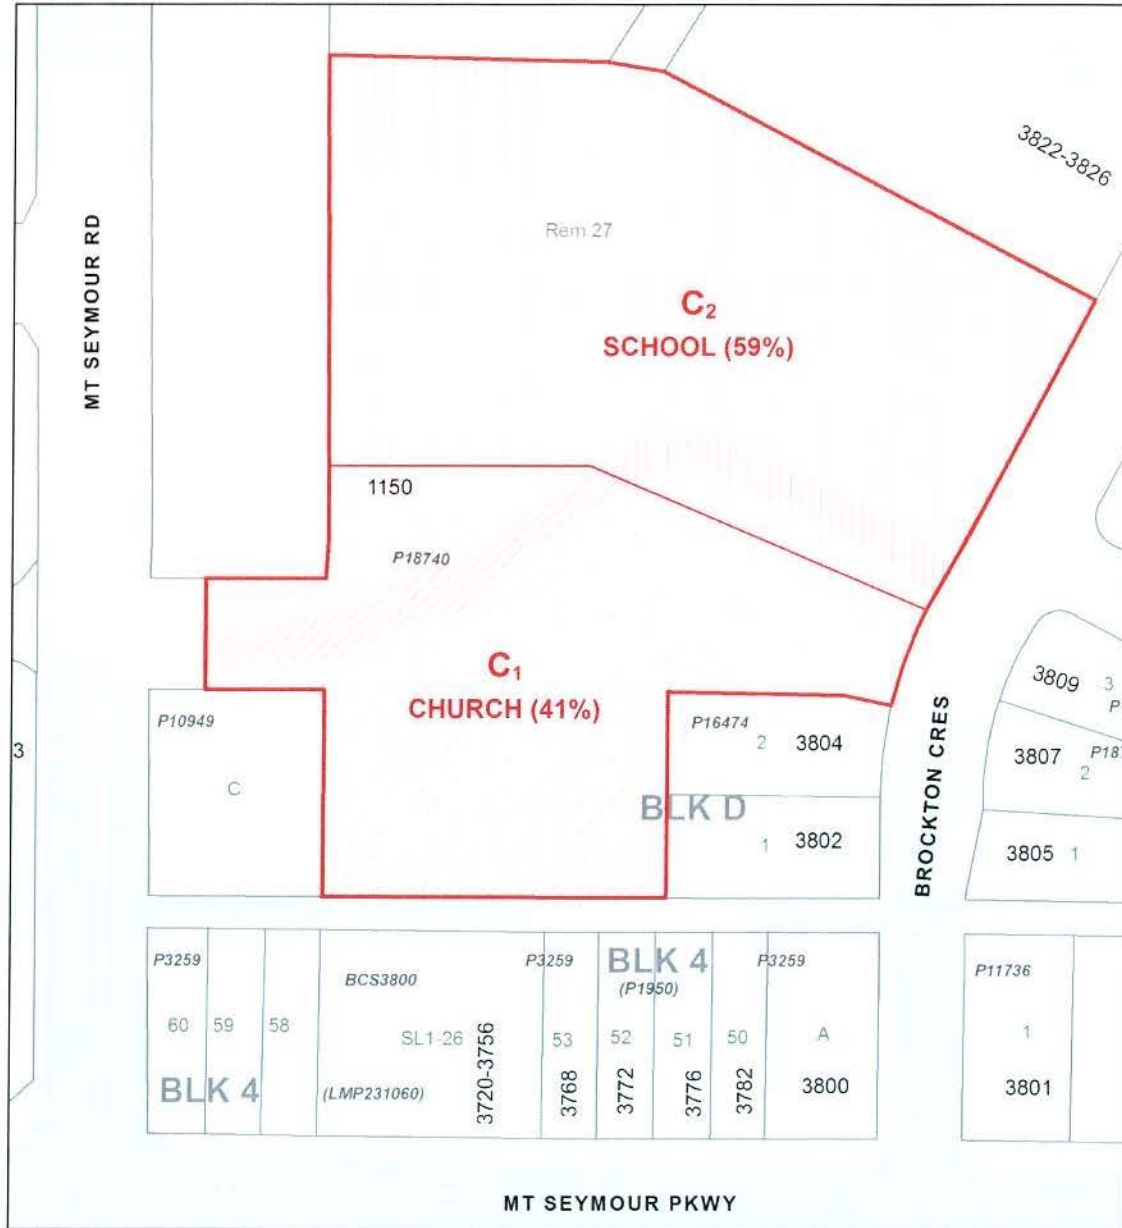 3822-3826
MT SEYMOUR RD
Rem 27
C₂
SCHOOL (59%)
1150
P18740
C₁
CHURCH (41%)
3809 3
P
P10949
P16474
2 3804
3807 2
P18
3
C
BLK D
1 3802
BROCKTON CRES
3805 1
P3259
BCS3800
P3259
BLK 4
(P1950)
P3259
P11736
60 59 58
SL1-26
3720-3756
53 52 51 50
A
1
BLK 4
(LMP231060)
3768
3772
3776
3782
3800
3801
MT SEYMOUR PKWY